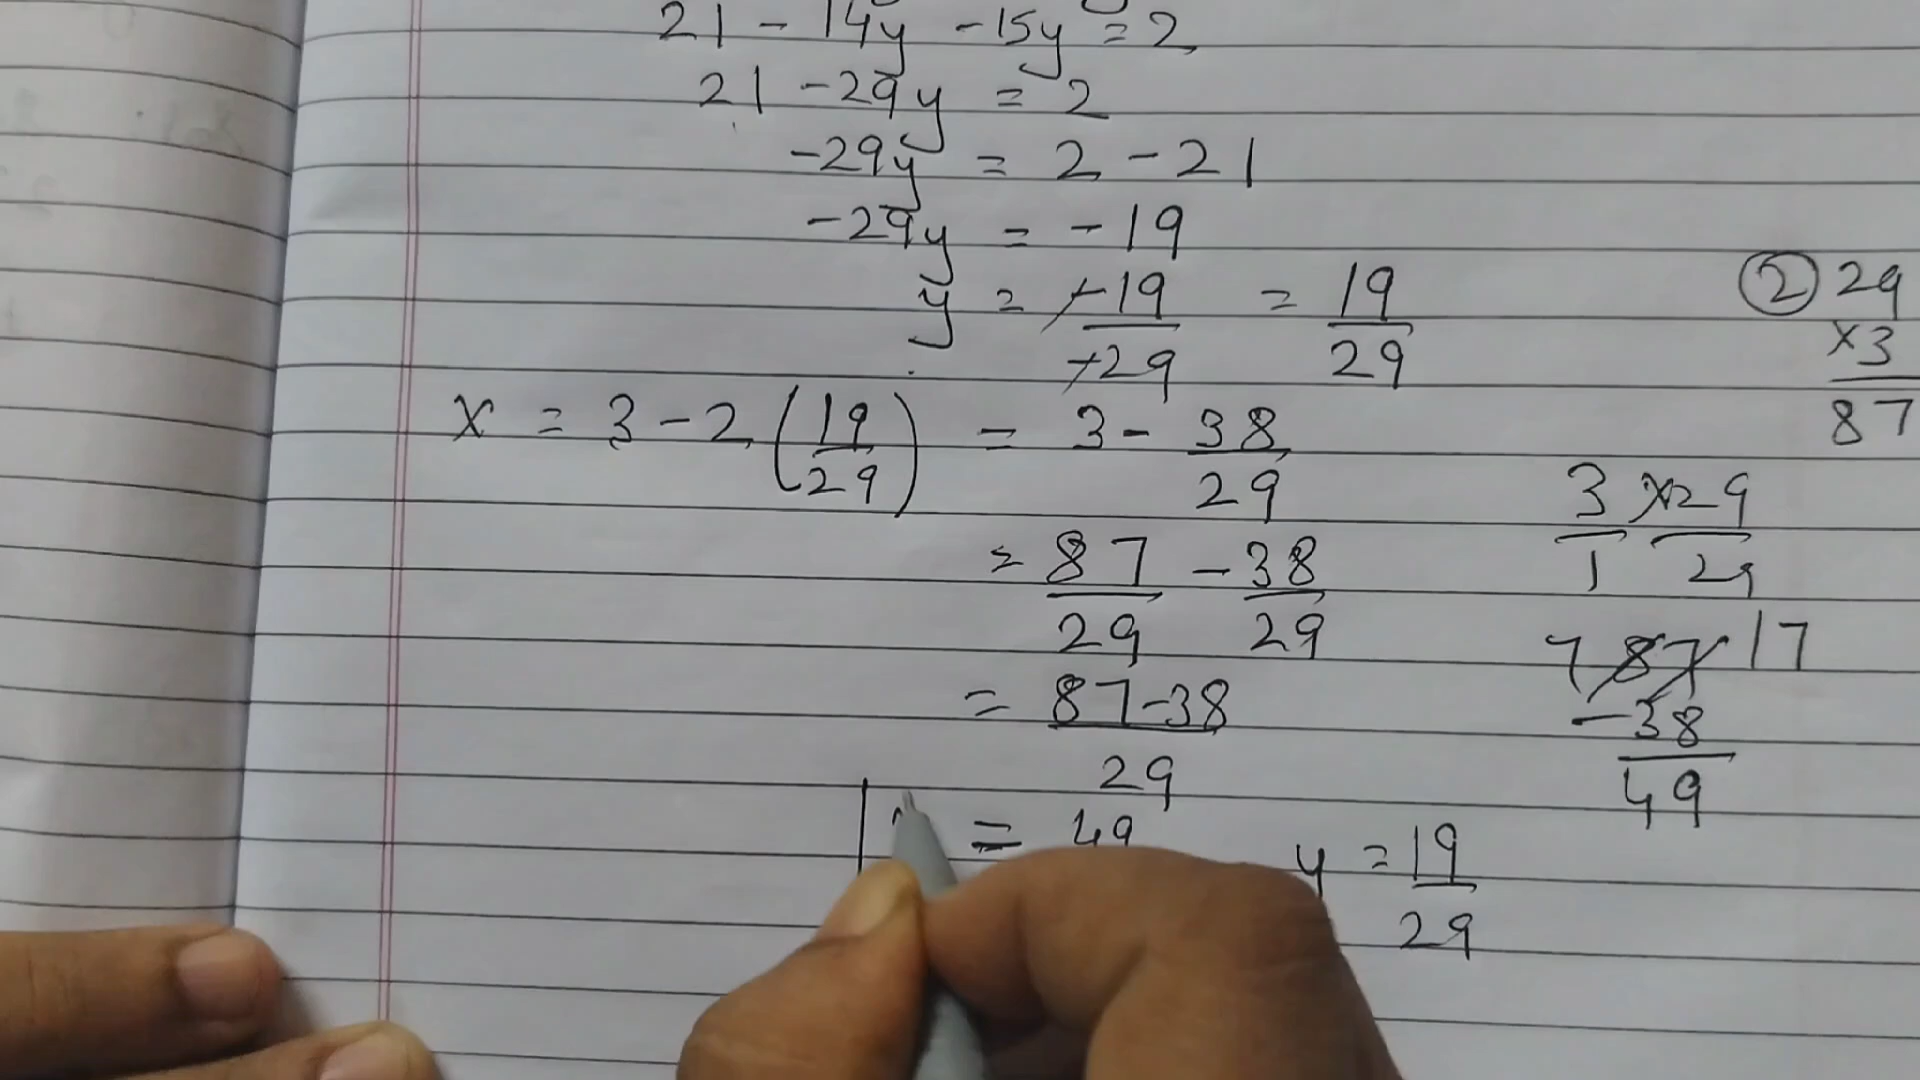 21 - 14y - 15y = 2
21 - 29y = 2
-29y = 2 - 21
-29y = -19
y = -19/-29 = 19/29
x = 3 - 2(19/29) = 3 - 38/29
= 87/29 - 38/29
= 87-38/29
= 49
y = 19/29
② 29
×3
87
3/1 × 29/29
7 87 17
-38
49